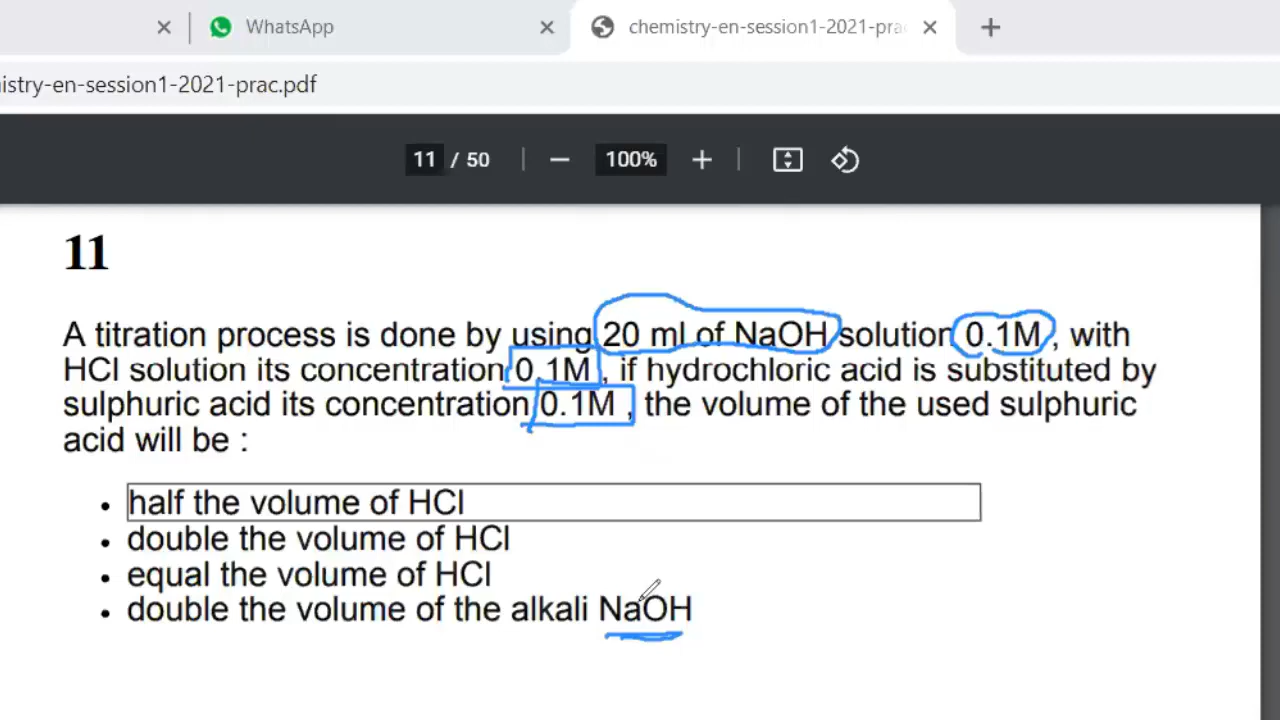 WhatsApp
chemistry-en-session1-2021-pra
istry-en-session1-2021-prac.pdf
11 / 50
100%
11
A titration process is done by using 20 ml of NaOH solution 0.1M , with
HCl solution its concentration 0.1M , if hydrochloric acid is substituted by
sulphuric acid its concentration 0.1M , the volume of the used sulphuric
acid will be :
• half the volume of HCl
• double the volume of HCl
• equal the volume of HCl
• double the volume of the alkali NaOH